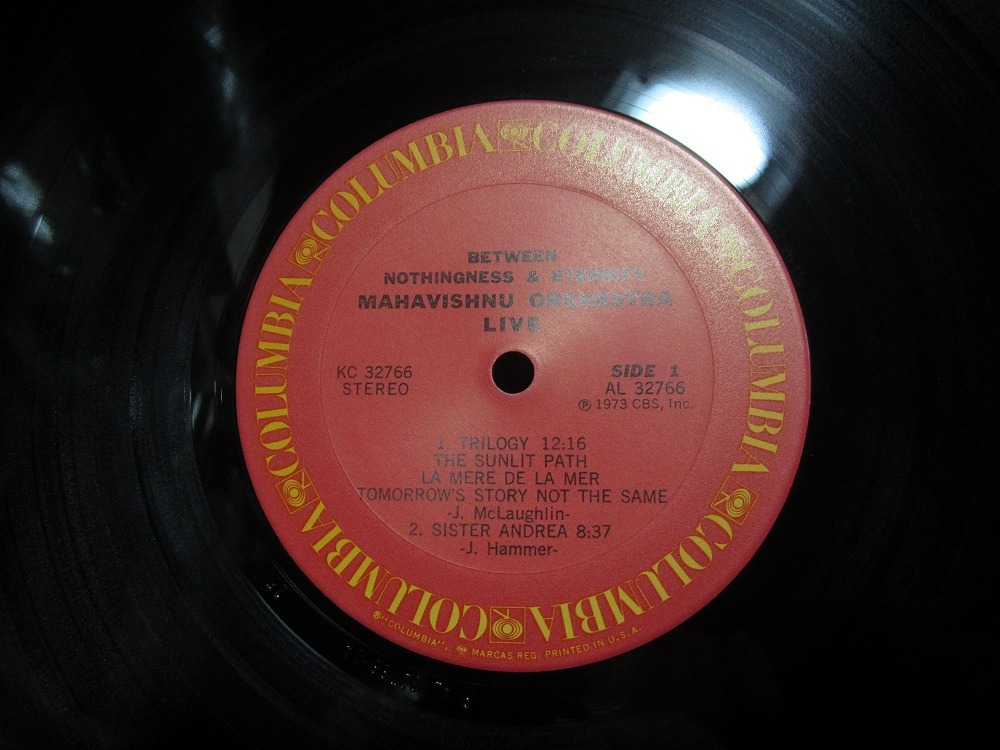 COLUMBIA COLUMBIA COLUMBIA COLUMBIA COLUMBIA COLUMBIA
BETWEEN
NOTHINGNESS & ETERNITY
MAHAVISHNU ORCHESTRA
LIVE
KC 32766
STEREO
SIDE 1
AL 32766
Ⓟ 1973 CBS, Inc.
1. TRILOGY 12:16
THE SUNLIT PATH
LA MERE DE LA MER
TOMORROW'S STORY NOT THE SAME
-J. McLaughlin-
2. SISTER ANDREA 8:37
-J. Hammer-
®"COLUMBIA", MARCAS REG. PRINTED IN U.S.A.